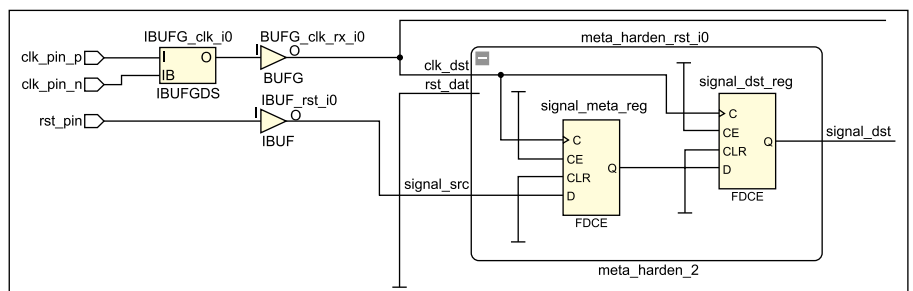 IBUFG_clk_i0
BUFG_clk_rx_i0
clk_pin_p
I
O
I
O
clk_pin_n
IB
IBUFGDS
BUFG
meta_harden_rst_i0
clk_dst
rst_dat
signal_dst_reg
IBUF_rst_i0
rst_pin
I
O
IBUF
signal_meta_reg
C
CE
CLR
Q
D
FDCE
signal_dst
C
CE
CLR
Q
D
FDCE
signal_src
meta_harden_2